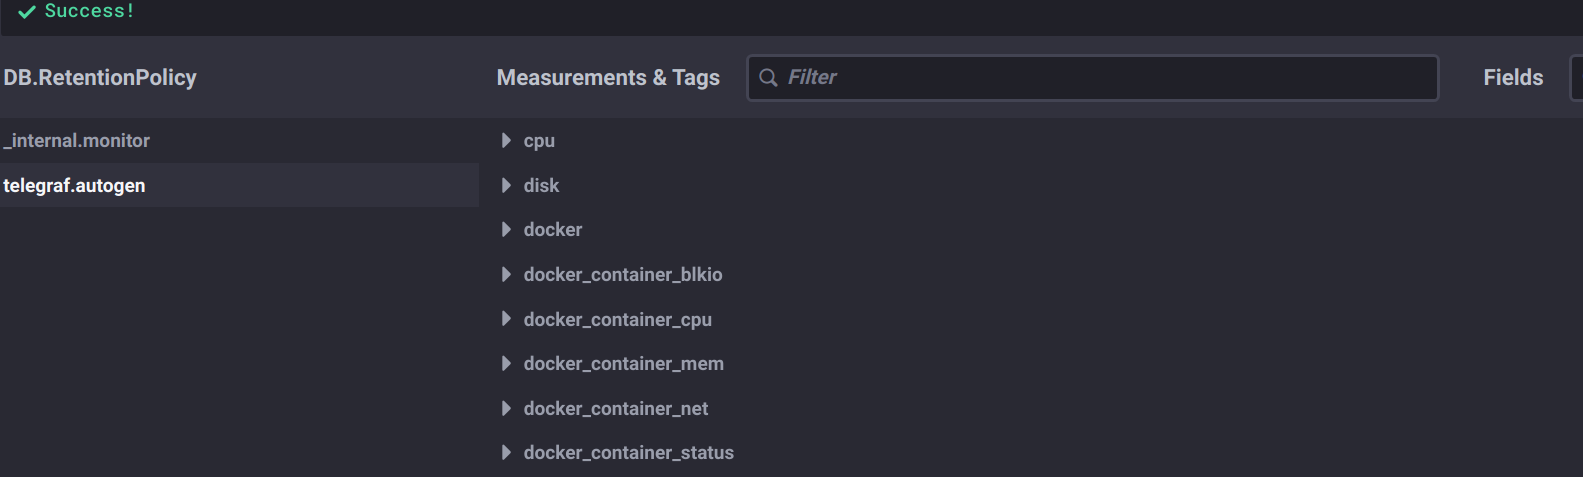 Success!
DB.RetentionPolicy
Measurements & Tags
Filter
Fields
_internal.monitor
telegraf.autogen
cpu
disk
docker
docker_container_blkio
docker_container_cpu
docker_container_mem
docker_container_net
docker_container_status